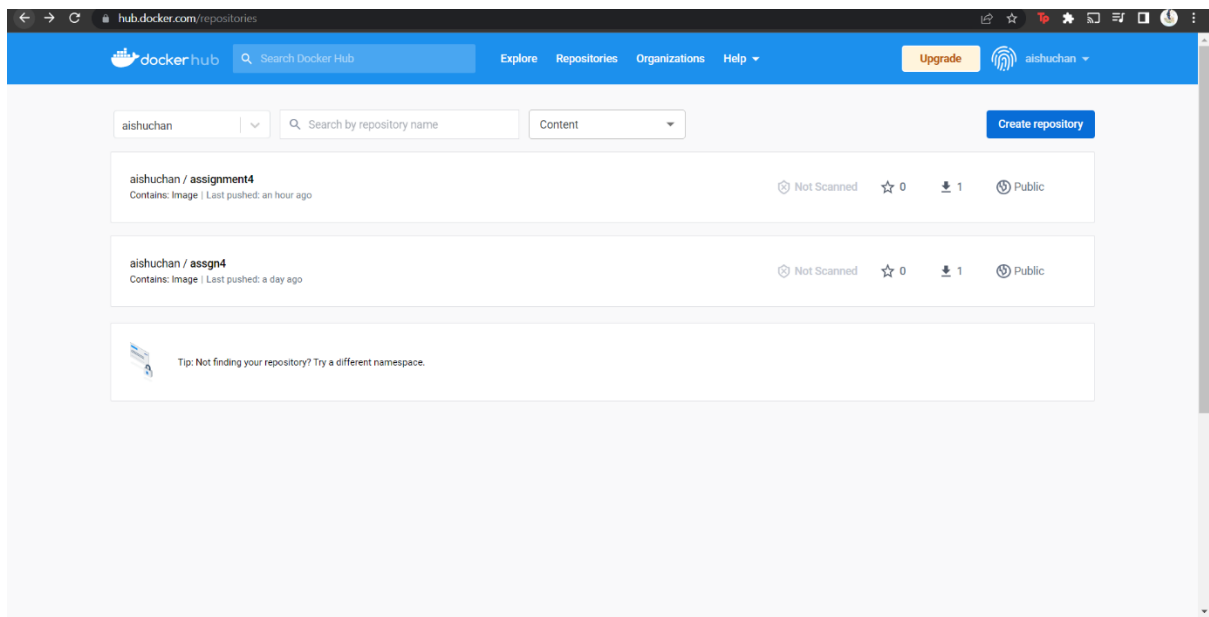 hub.docker.com/repositories
Tp
dockerhub Search Docker Hub Explore Repositories Organizations Help Upgrade aishuchan
aishuchan Search by repository name Content Create repository
aishuchan / assignment4
Contains: Image | Last pushed: an hour ago
Not Scanned 0 1 Public
aishuchan / assgn4
Contains: Image | Last pushed: a day ago
Not Scanned 0 1 Public
Tip: Not finding your repository? Try a different namespace.